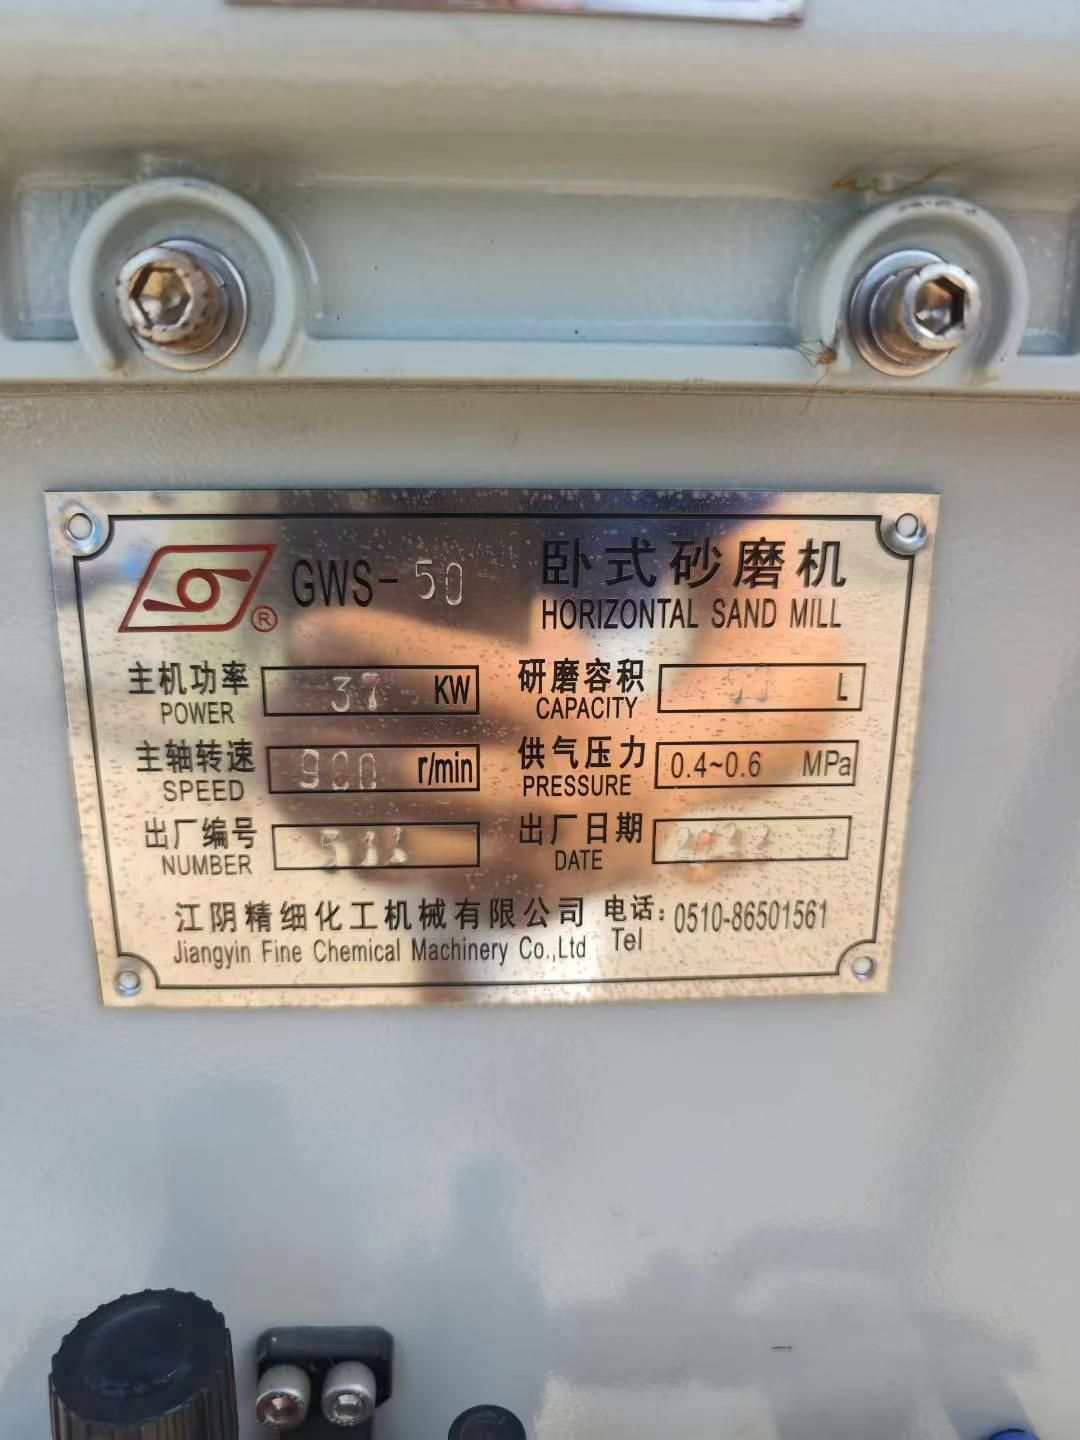 ® GWS-50 卧式砂磨机
HORIZONTAL SAND MILL
主机功率 37 KW 研磨容积 L
POWER CAPACITY
主轴转速 900 r/min 供气压力 0.4~0.6 MPa
SPEED PRESSURE
出厂编号 出厂日期
NUMBER DATE
江阴精细化工机械有限公司 电话: 0510-86501561
Jiangyin Fine Chemical Machinery Co.,Ltd Tel